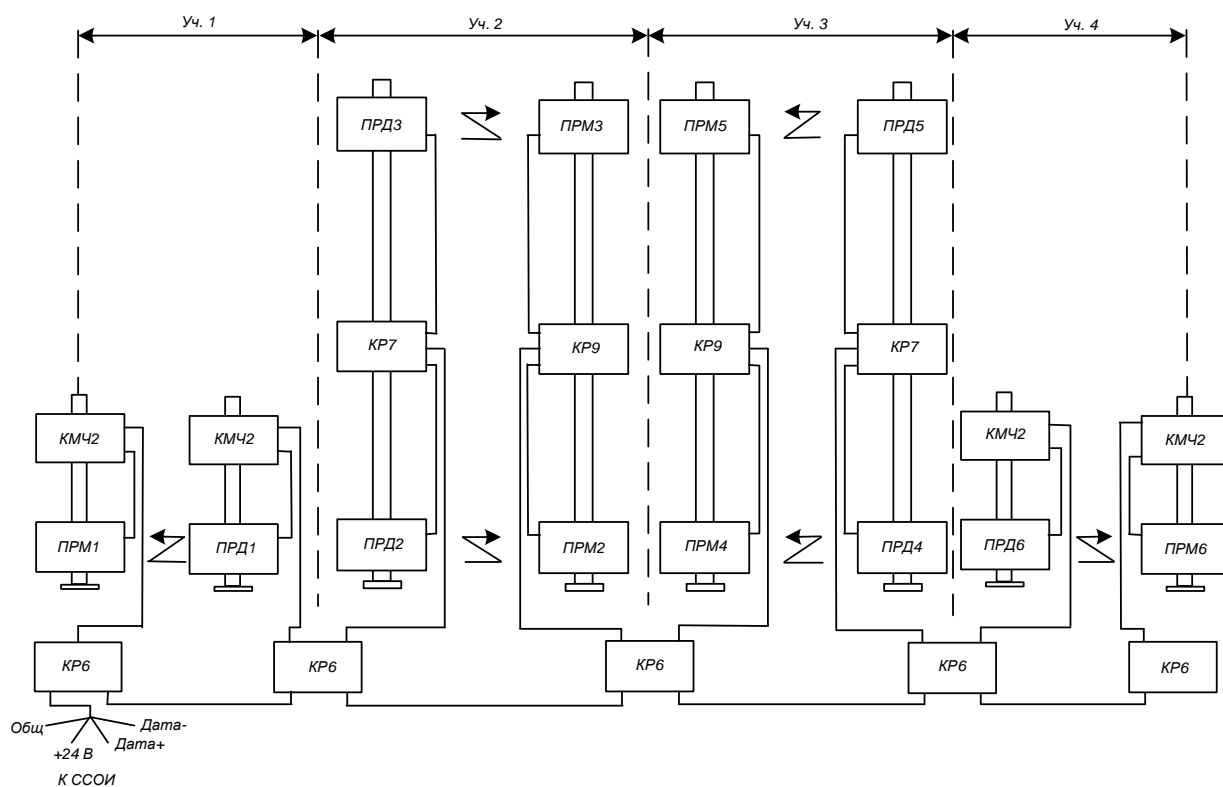 Уч. 1
Уч. 2
Уч. 3
Уч. 4
ПРД3
ПРМ3
ПРМ5
ПРД5
КР7
КР9
КР9
КР7
КМЧ2
КМЧ2
КМЧ2
КМЧ2
ПРМ1
ПРД1
ПРД2
ПРМ2
ПРМ4
ПРД4
ПРД6
ПРМ6
КР6
КР6
КР6
КР6
КР6
Общ
Дата-
Дата+
+24 В
К ССОИ